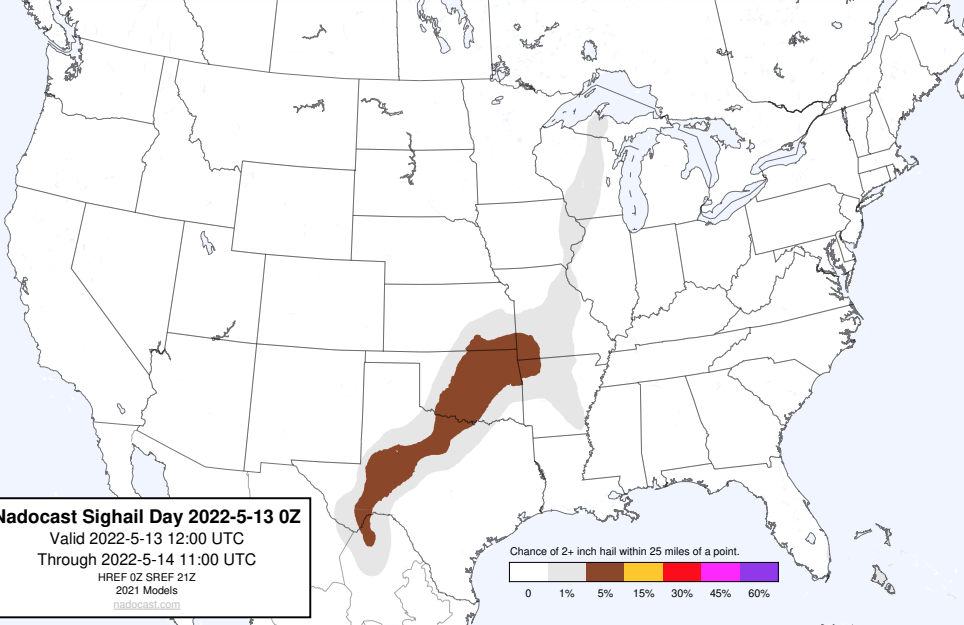 Nadocast Sighail Day 2022-5-13 0Z
Valid 2022-5-13 12:00 UTC
Through 2022-5-14 11:00 UTC
HREF 0Z SREF 21Z
2021 Models
nadocast.com
Chance of 2+ inch hail within 25 miles of a point.
0 1% 5% 15% 30% 45% 60%